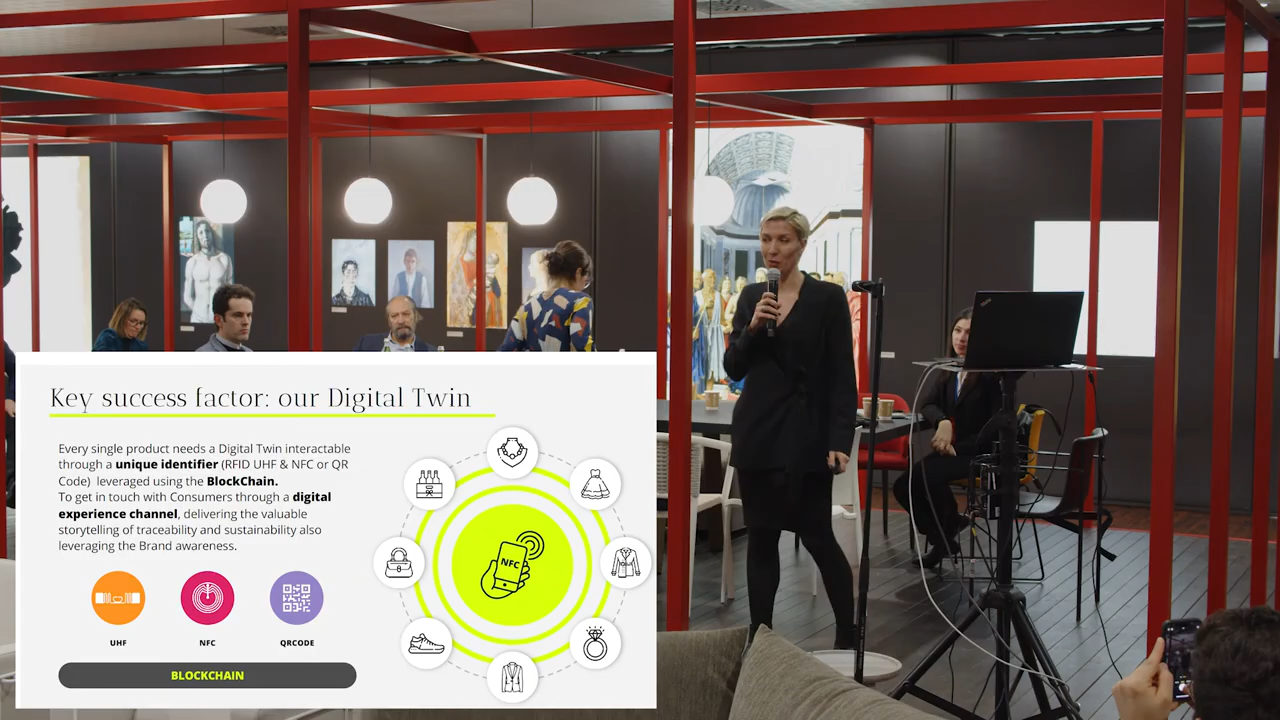 Key success factor: our Digital Twin
Every single product needs a Digital Twin interactable
through a unique identifier (RFID UHF & NFC or QR
Code) leveraged using the BlockChain.
To get in touch with Consumers through a digital
experience channel, delivering the valuable
storytelling of traceability and sustainability also
leveraging the Brand awareness.
NFC
UHF
NFC
QRCODE
BLOCKCHAIN